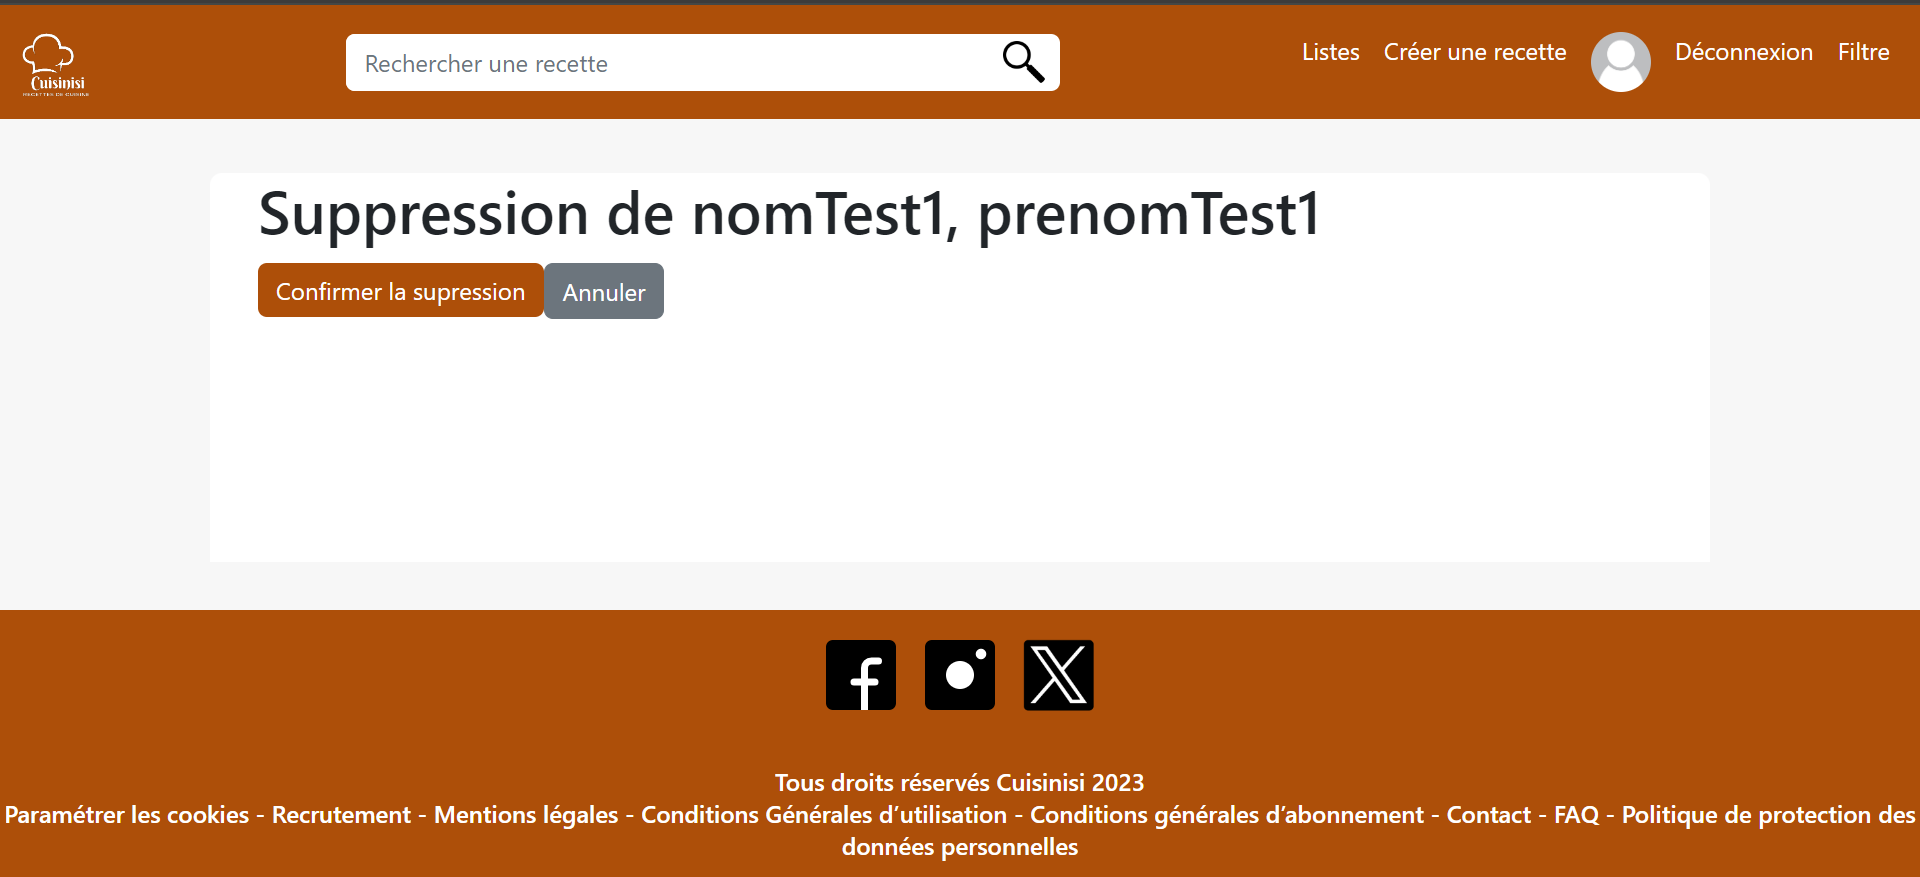 Cuisinisi
RECETTES DE CUISINE
Rechercher une recette
Listes
Créer une recette
Déconnexion
Filtre
Suppression de nomTest1, prenomTest1
Confirmer la supression
Annuler
Tous droits réservés Cuisinisi 2023
Paramétrer les cookies - Recrutement - Mentions légales - Conditions Générales d’utilisation - Conditions générales d’abonnement - Contact - FAQ - Politique de protection des
données personnelles